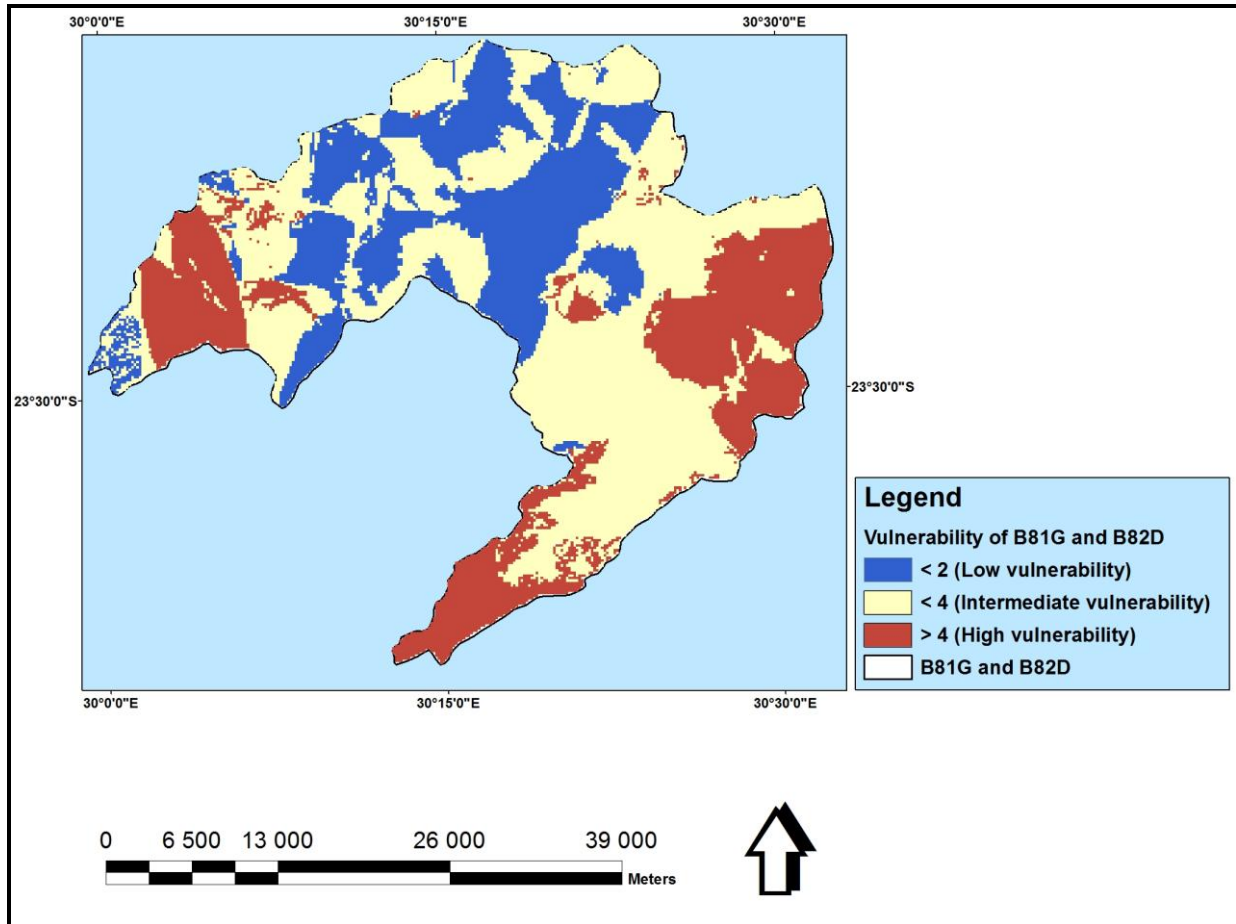 30°0'0"E 30°15'0"E 30°30'0"E
23°30'0"S 23°30'0"S
Legend
Vulnerability of B81G and B82D
< 2 (Low vulnerability)
< 4 (Intermediate vulnerability)
> 4 (High vulnerability)
B81G and B82D
30°0'0"E 30°15'0"E 30°30'0"E
0 6 500 13 000 26 000 39 000
Meters